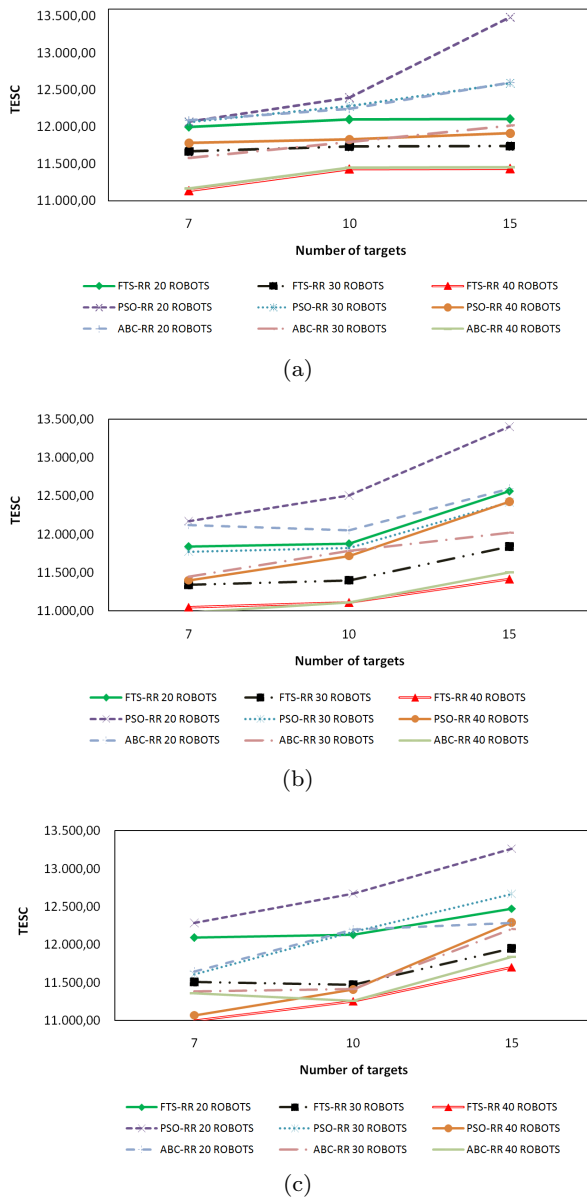 13.500,00
13.000,00
12.500,00
12.000,00
11.500,00
11.000,00
TESC
7 10 15
Number of targets
FTS-RR 20 ROBOTS FTS-RR 30 ROBOTS FTS-RR 40 ROBOTS
PSO-RR 20 ROBOTS PSO-RR 30 ROBOTS PSO-RR 40 ROBOTS
ABC-RR 20 ROBOTS ABC-RR 30 ROBOTS ABC-RR 40 ROBOTS
(a)
13.500,00
13.000,00
12.500,00
12.000,00
11.500,00
11.000,00
TESC
7 10 15
Number of targets
FTS-RR 20 ROBOTS FTS-RR 30 ROBOTS FTS-RR 40 ROBOTS
PSO-RR 20 ROBOTS PSO-RR 30 ROBOTS PSO-RR 40 ROBOTS
ABC-RR 20 ROBOTS ABC-RR 30 ROBOTS ABC-RR 40 ROBOTS
(b)
13.500,00
13.000,00
12.500,00
12.000,00
11.500,00
11.000,00
TESC
7 10 15
Number of targets
FTS-RR 20 ROBOTS FTS-RR 30 ROBOTS FTS-RR 40 ROBOTS
PSO-RR 20 ROBOTS PSO-RR 30 ROBOTS PSO-RR 40 ROBOTS
ABC-RR 20 ROBOTS ABC-RR 30 ROBOTS ABC-RR 40 ROBOTS
(c)